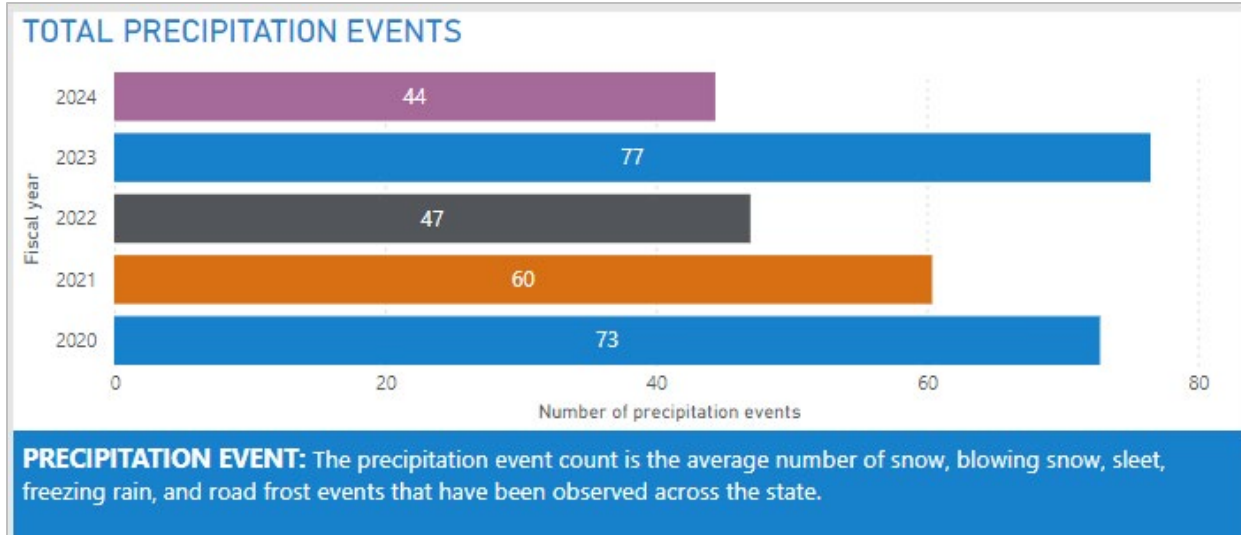 TOTAL PRECIPITATION EVENTS
2024
44
2023
77
2022
47
2021
60
2020
73
Fiscal year
0 20 40 60 80
Number of precipitation events
PRECIPITATION EVENT: The precipitation event count is the average number of snow, blowing snow, sleet,
freezing rain, and road frost events that have been observed across the state.